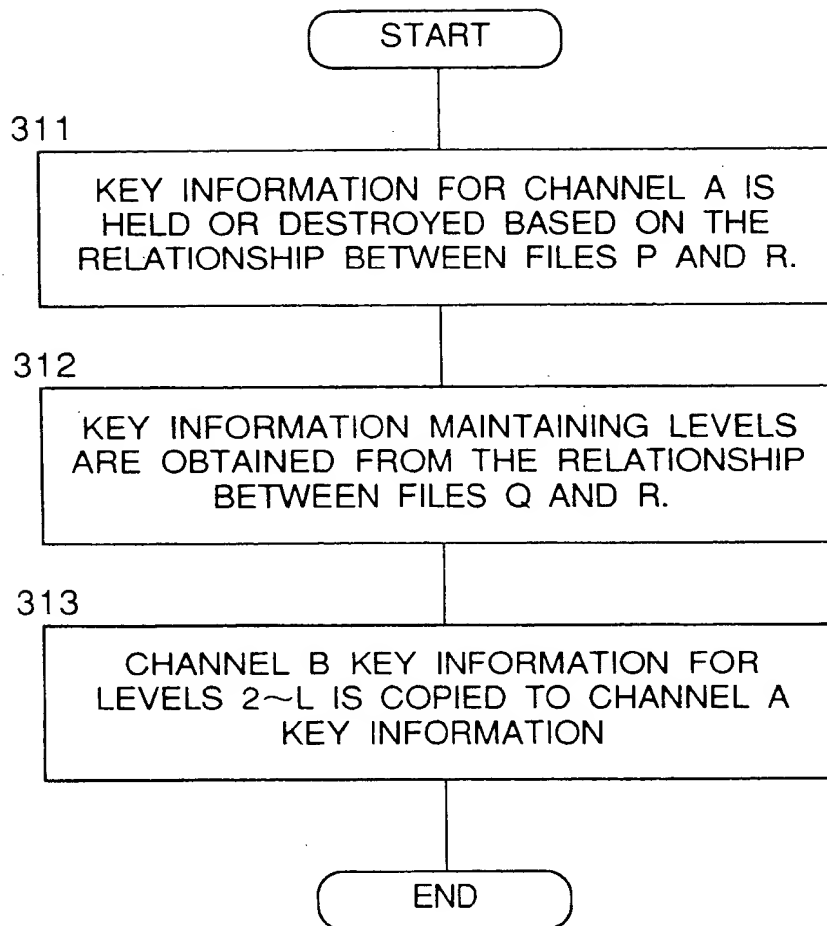 START
311
KEY INFORMATION FOR CHANNEL A IS
HELD OR DESTROYED BASED ON THE
RELATIONSHIP BETWEEN FILES P AND R.
312
KEY INFORMATION MAINTAINING LEVELS
ARE OBTAINED FROM THE RELATIONSHIP
BETWEEN FILES Q AND R.
313
CHANNEL B KEY INFORMATION FOR
LEVELS 2~L IS COPIED TO CHANNEL A
KEY INFORMATION
END